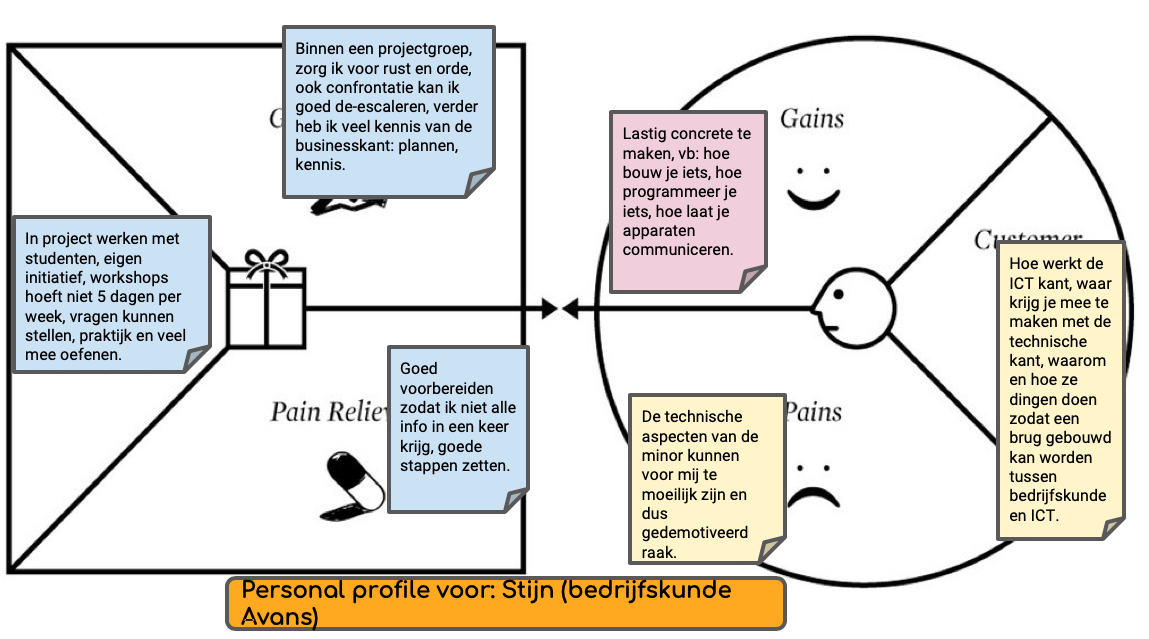 Binnen een projectgroep,
zorg ik voor rust en orde,
ook confrontatie kan ik
goed de-escaleren, verder
heb ik veel kennis van de
businesskant: plannen,
kennis.
In project werken met
studenten, eigen
initiatief, workshops
hoeft niet 5 dagen per
week, vragen kunnen
stellen, praktijk en veel
mee oefenen.
Pain Reliev
Goed
voorbereiden
zodat ik niet alle
info in een keer
krijg, goede
stappen zetten.
Gains
Lastig concrete te
maken, vb: hoe
bouw je iets, hoe
programmeer je
iets, hoe laat je
apparaten
communiceren.
Customer
Hoe werkt de
ICT kant, waar
krijg je mee te
maken met de
technische
kant, waarom
en hoe ze
dingen doen
zodat een
brug gebouwd
kan worden
tussen
bedrijfskunde
en ICT.
Pains
De technische
aspecten van de
minor kunnen
voor mij te
moeilijk zijn en
dus
gedemotiveerd
raak.
Personal profile voor: Stijn (bedrijfskunde
Avans)